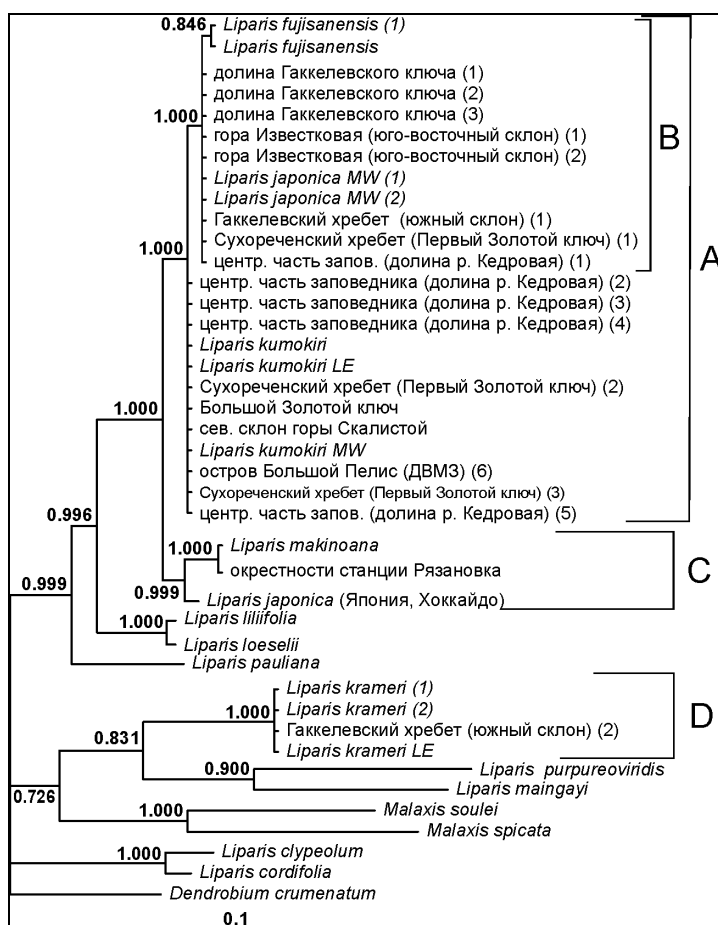 0.846
Liparis fujisanensis (1)
Liparis fujisanensis
долина Гаккелевского ключа (1)
долина Гаккелевского ключа (2)
1.000
долина Гаккелевского ключа (3)
гора Известковая (юго-восточный склон) (1)
B
гора Известковая (юго-восточный склон) (2)
Liparis japonica MW (1)
Liparis japonica MW (2)
Гаккелевский хребет (южный склон) (1)
1.000
Сухореченский хребет (Первый Золотой ключ) (1)
A
центр. часть запов. (долина р. Кедровая) (1)
центр. часть заповедника (долина р. Кедровая) (2)
центр. часть заповедника (долина р. Кедровая) (3)
центр. часть заповедника (долина р. Кедровая) (4)
Liparis kumokiri
Liparis kumokiri LE
Сухореченский хребет (Первый Золотой ключ) (2)
1.000
Большой Золотой ключ
сев. склон горы Скалистой
Liparis kumokiri MW
остров Большой Пелис (ДВМЗ) (6)
Сухореченский хребет (Первый Золотой ключ) (3)
0.996
центр. часть запов. (долина р. Кедровая) (5)
1.000
Liparis makinoana
окрестности станции Рязановка
C
0.999
0.999
Liparis japonica (Япония, Хоккайдо)
1.000
Liparis liliifolia
Liparis loeselii
Liparis pauliana
Liparis krameri (1)
1.000
Liparis krameri (2)
D
0.831
Гаккелевский хребет (южный склон) (2)
Liparis krameri LE
0.900
Liparis purpureoviridis
Liparis maingayi
0.726
1.000
Malaxis soulei
Malaxis spicata
1.000
Liparis clypeolum
Liparis cordifolia
Dendrobium crumenatum
0.1